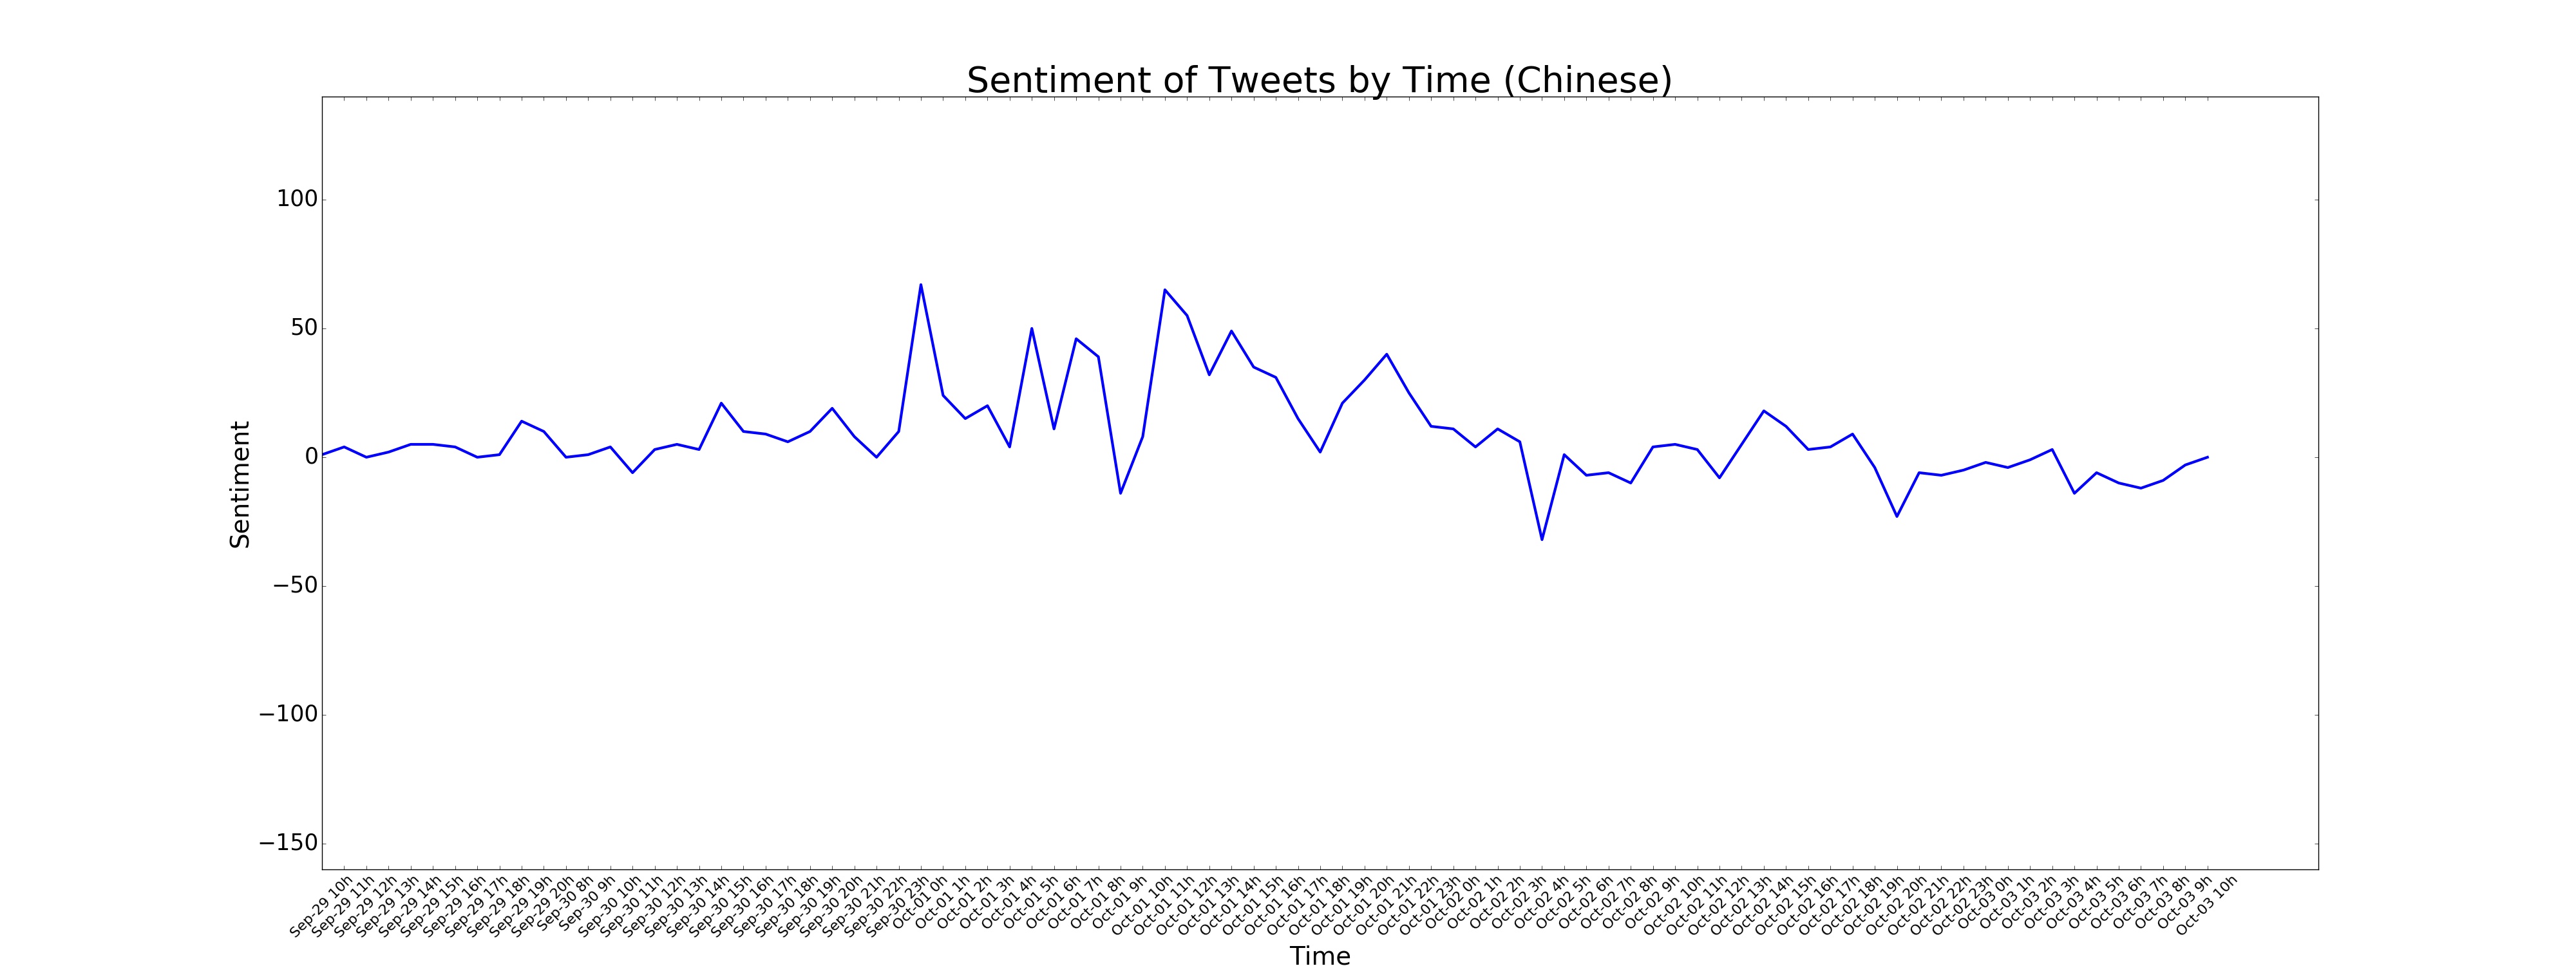 Sentiment of Tweets by Time (Chinese)
100
50
0
−50
−100
−150
Sentiment
Sep-29 10h
Sep-29 11h
Sep-29 12h
Sep-29 13h
Sep-29 14h
Sep-29 15h
Sep-29 16h
Sep-29 17h
Sep-29 18h
Sep-29 19h
Sep-29 20h
Sep-30 8h
Sep-30 9h
Sep-30 10h
Sep-30 11h
Sep-30 12h
Sep-30 13h
Sep-30 14h
Sep-30 15h
Sep-30 16h
Sep-30 17h
Sep-30 18h
Sep-30 19h
Sep-30 20h
Sep-30 21h
Sep-30 22h
Sep-30 23h
Oct-01 0h
Oct-01 1h
Oct-01 2h
Oct-01 3h
Oct-01 4h
Oct-01 5h
Oct-01 6h
Oct-01 7h
Oct-01 8h
Oct-01 9h
Oct-01 10h
Oct-01 11h
Oct-01 12h
Oct-01 13h
Oct-01 14h
Oct-01 15h
Oct-01 16h
Oct-01 17h
Oct-01 18h
Oct-01 19h
Oct-01 20h
Oct-01 21h
Oct-01 22h
Oct-01 23h
Oct-02 0h
Oct-02 1h
Oct-02 2h
Oct-02 3h
Oct-02 4h
Oct-02 5h
Oct-02 6h
Oct-02 7h
Oct-02 8h
Oct-02 9h
Oct-02 10h
Oct-02 11h
Oct-02 12h
Oct-02 13h
Oct-02 14h
Oct-02 15h
Oct-02 16h
Oct-02 17h
Oct-02 18h
Oct-02 19h
Oct-02 20h
Oct-02 21h
Oct-02 22h
Oct-02 23h
Oct-03 0h
Oct-03 1h
Oct-03 2h
Oct-03 3h
Oct-03 4h
Oct-03 5h
Oct-03 6h
Oct-03 7h
Oct-03 8h
Oct-03 9h
Oct-03 10h
Time